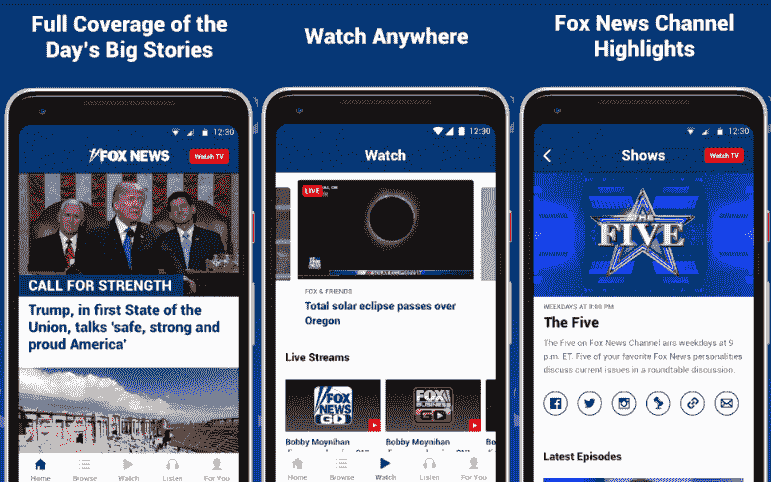 Full Coverage of the
Day's Big Stories
12:30
FOX NEWS
Watch TV
CALL FOR STRENGTH
Trump, in first State of the
Union, talks 'safe, strong and
proud America'
Home Browse Watch Listen For You
Watch Anywhere
12:30
Watch
LIVE
FOX & FRIENDS
Total solar eclipse passes over
Oregon
Live Streams
FOX
NEWS
GO
FOX
BUSINESS
GO
Bobby Moynihan
Bobby Moynihan
Home Browse Watch Listen For You
Fox News Channel
Highlights
12:30
Shows
Watch TV
THE
FIVE
WEEKDAYS AT 9:00 PM
The Five
The Five on Fox News Channel airs weekdays at 9
p.m. ET. Five of your favorite Fox News personalities
discuss current issues in a roundtable discussion.
Latest Episodes